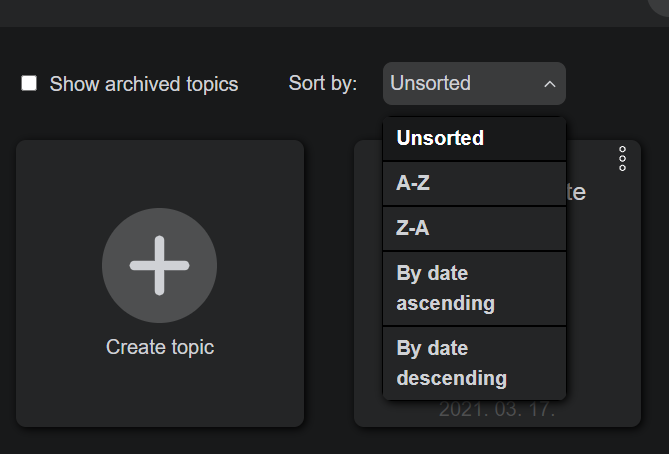 Show archived topics
Sort by:
Unsorted
Unsorted
A-Z
Z-A
By date
ascending
By date
descending
te
Create topic
2021. 03. 17.